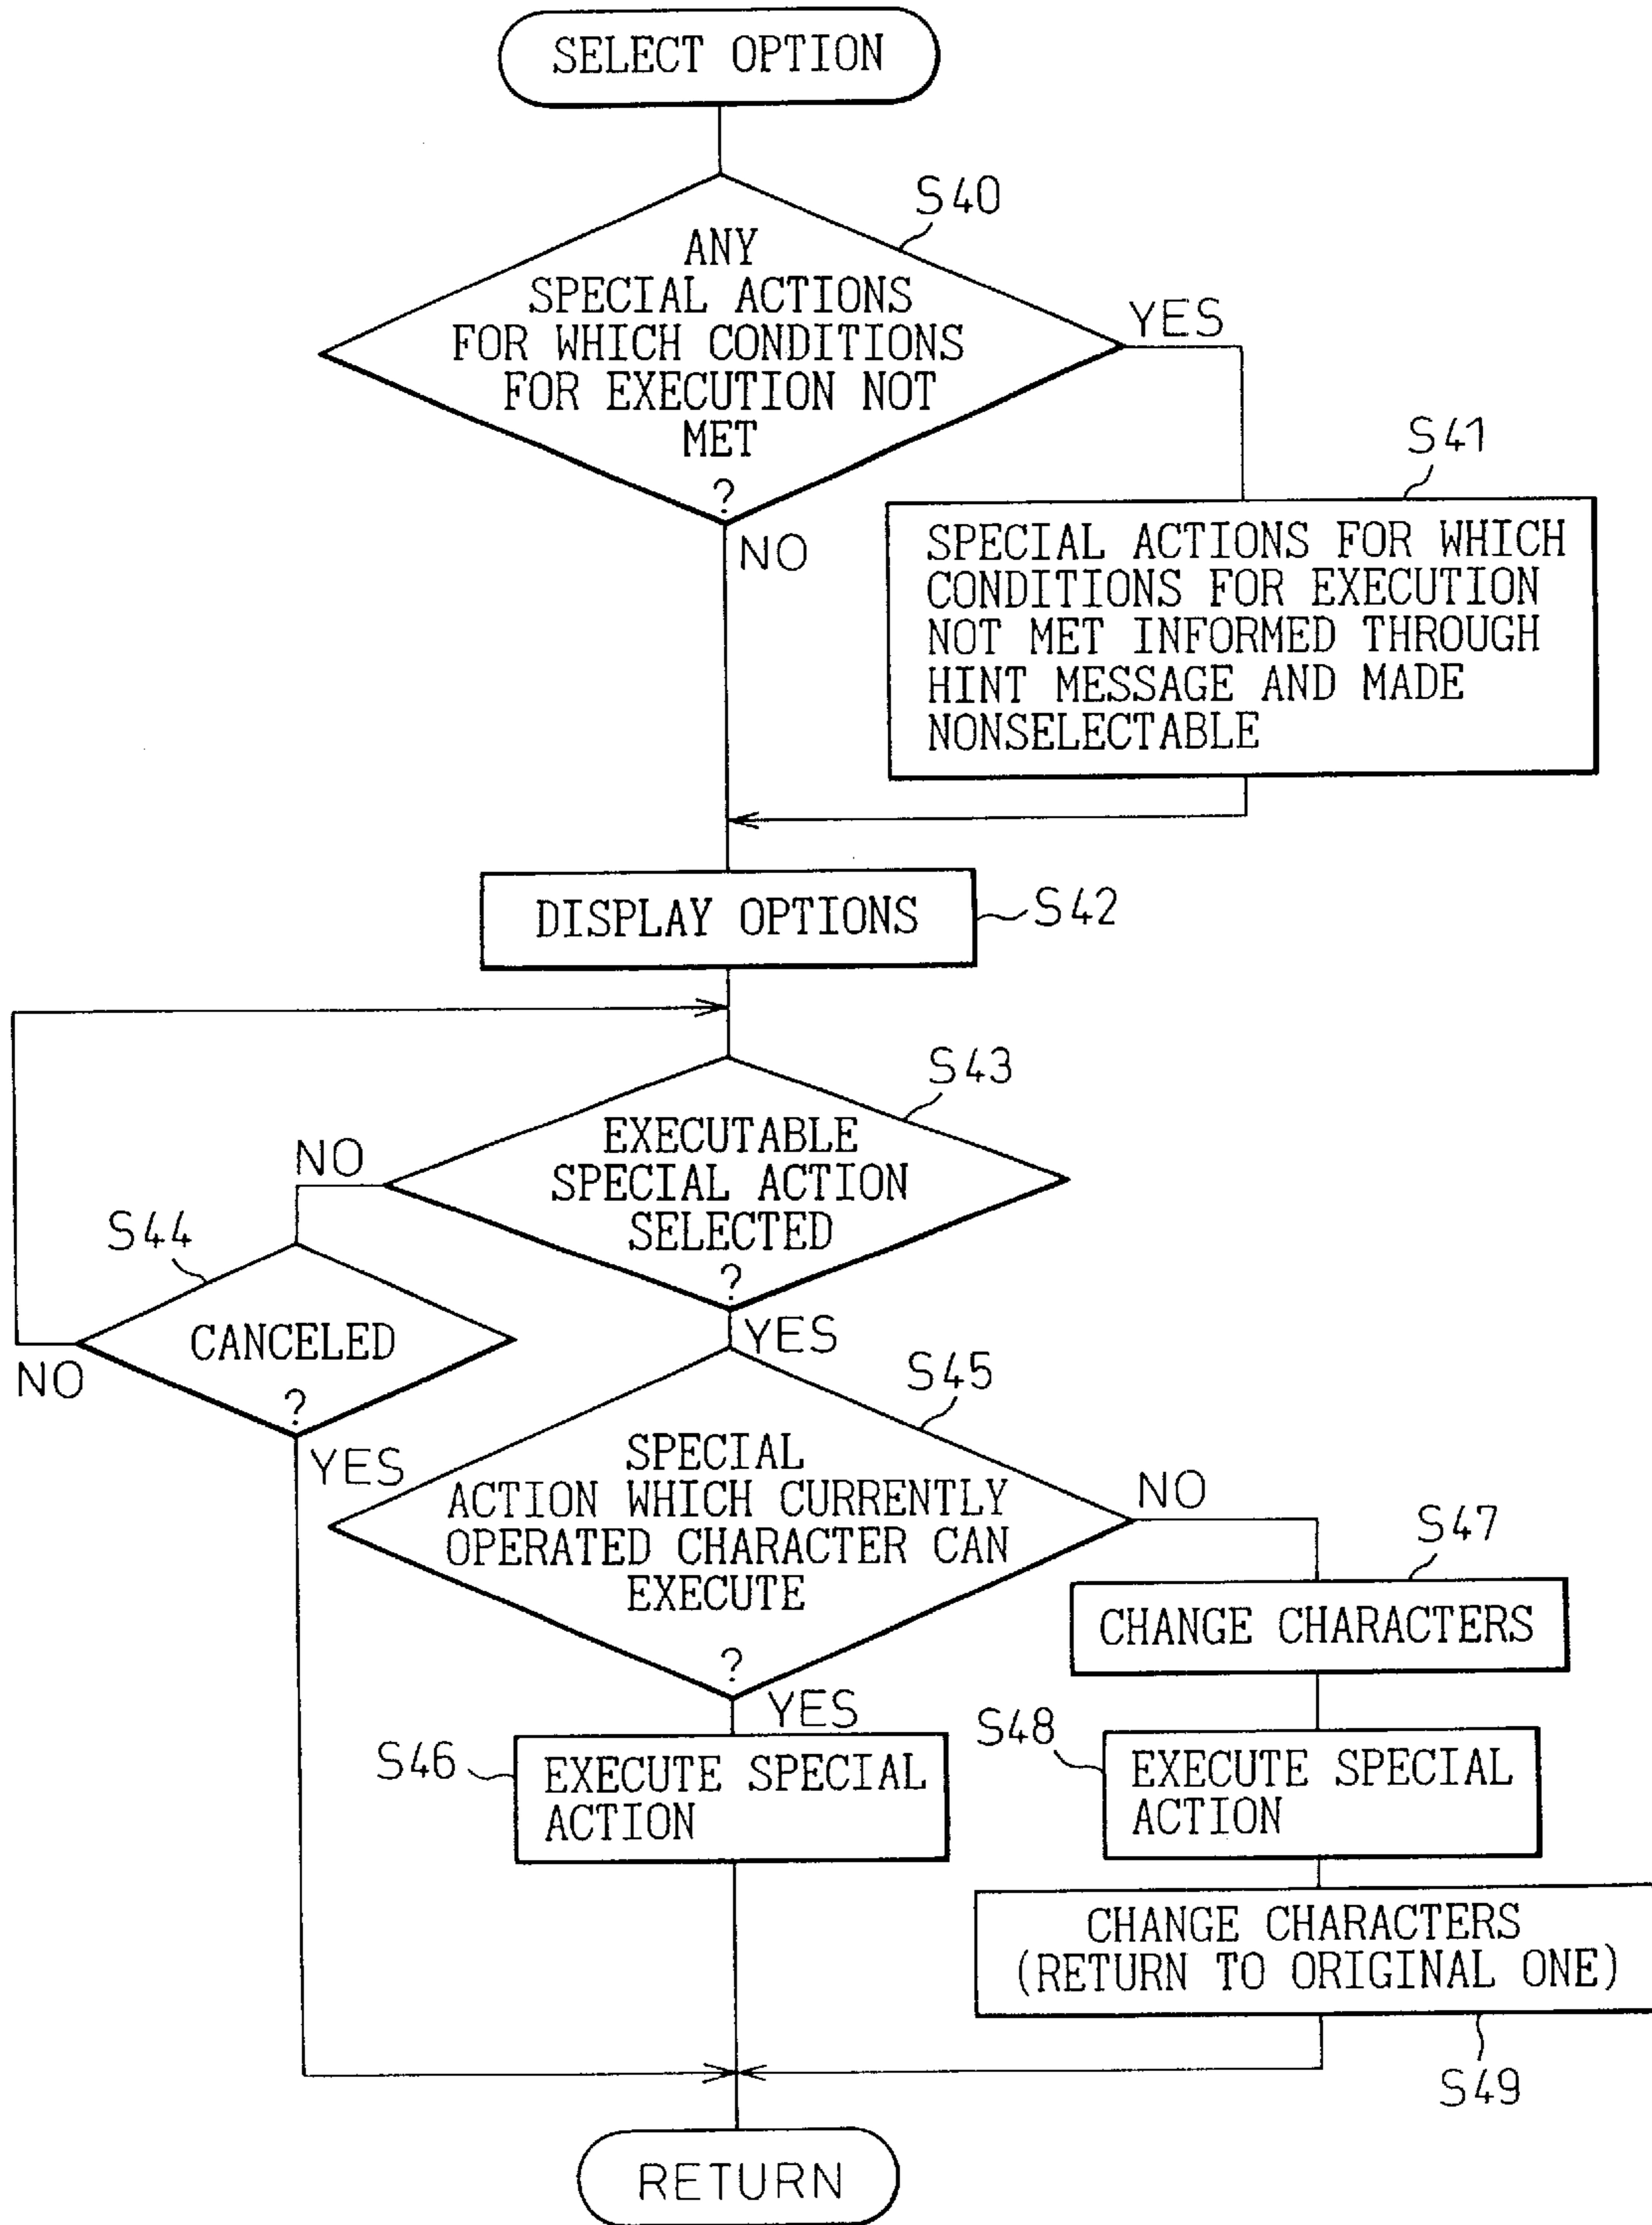 SELECT OPTION
S40
ANY
SPECIAL ACTIONS
FOR WHICH CONDITIONS
FOR EXECUTION NOT
MET
?
YES
NO
S41
SPECIAL ACTIONS FOR WHICH
CONDITIONS FOR EXECUTION
NOT MET INFORMED THROUGH
HINT MESSAGE AND MADE
NONSELECTABLE
DISPLAY OPTIONS
S42
S43
EXECUTABLE
SPECIAL ACTION
SELECTED
?
NO
YES
S44
CANCELED
?
NO
YES
S45
SPECIAL
ACTION WHICH CURRENTLY
OPERATED CHARACTER CAN
EXECUTE
?
NO
YES
S46
EXECUTE SPECIAL
ACTION
S47
CHANGE CHARACTERS
S48
EXECUTE SPECIAL
ACTION
CHANGE CHARACTERS
(RETURN TO ORIGINAL ONE)
S49
RETURN